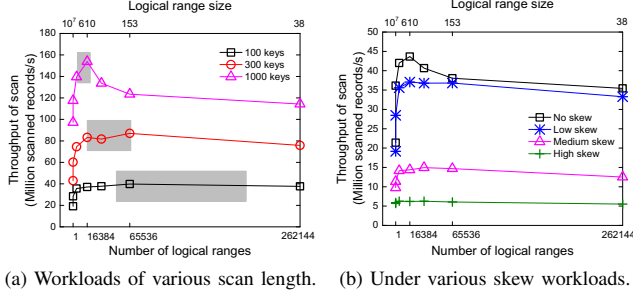 Logical range size
10⁷ 610 153 38
180
160
140
120
100
80
60
40
20
0
Throughput of scan
(Million scanned records/s)
100 keys
300 keys
1000 keys
1 16384 65536 262144
Number of logical ranges
(a) Workloads of various scan length.
Logical range size
10⁷ 610 153 38
50
45
40
35
30
25
20
15
10
5
0
Throughput of scan
(Million scanned records/s)
No skew
Low skew
Medium skew
High skew
1 16384 65536 262144
Number of logical ranges
(b) Under various skew workloads.